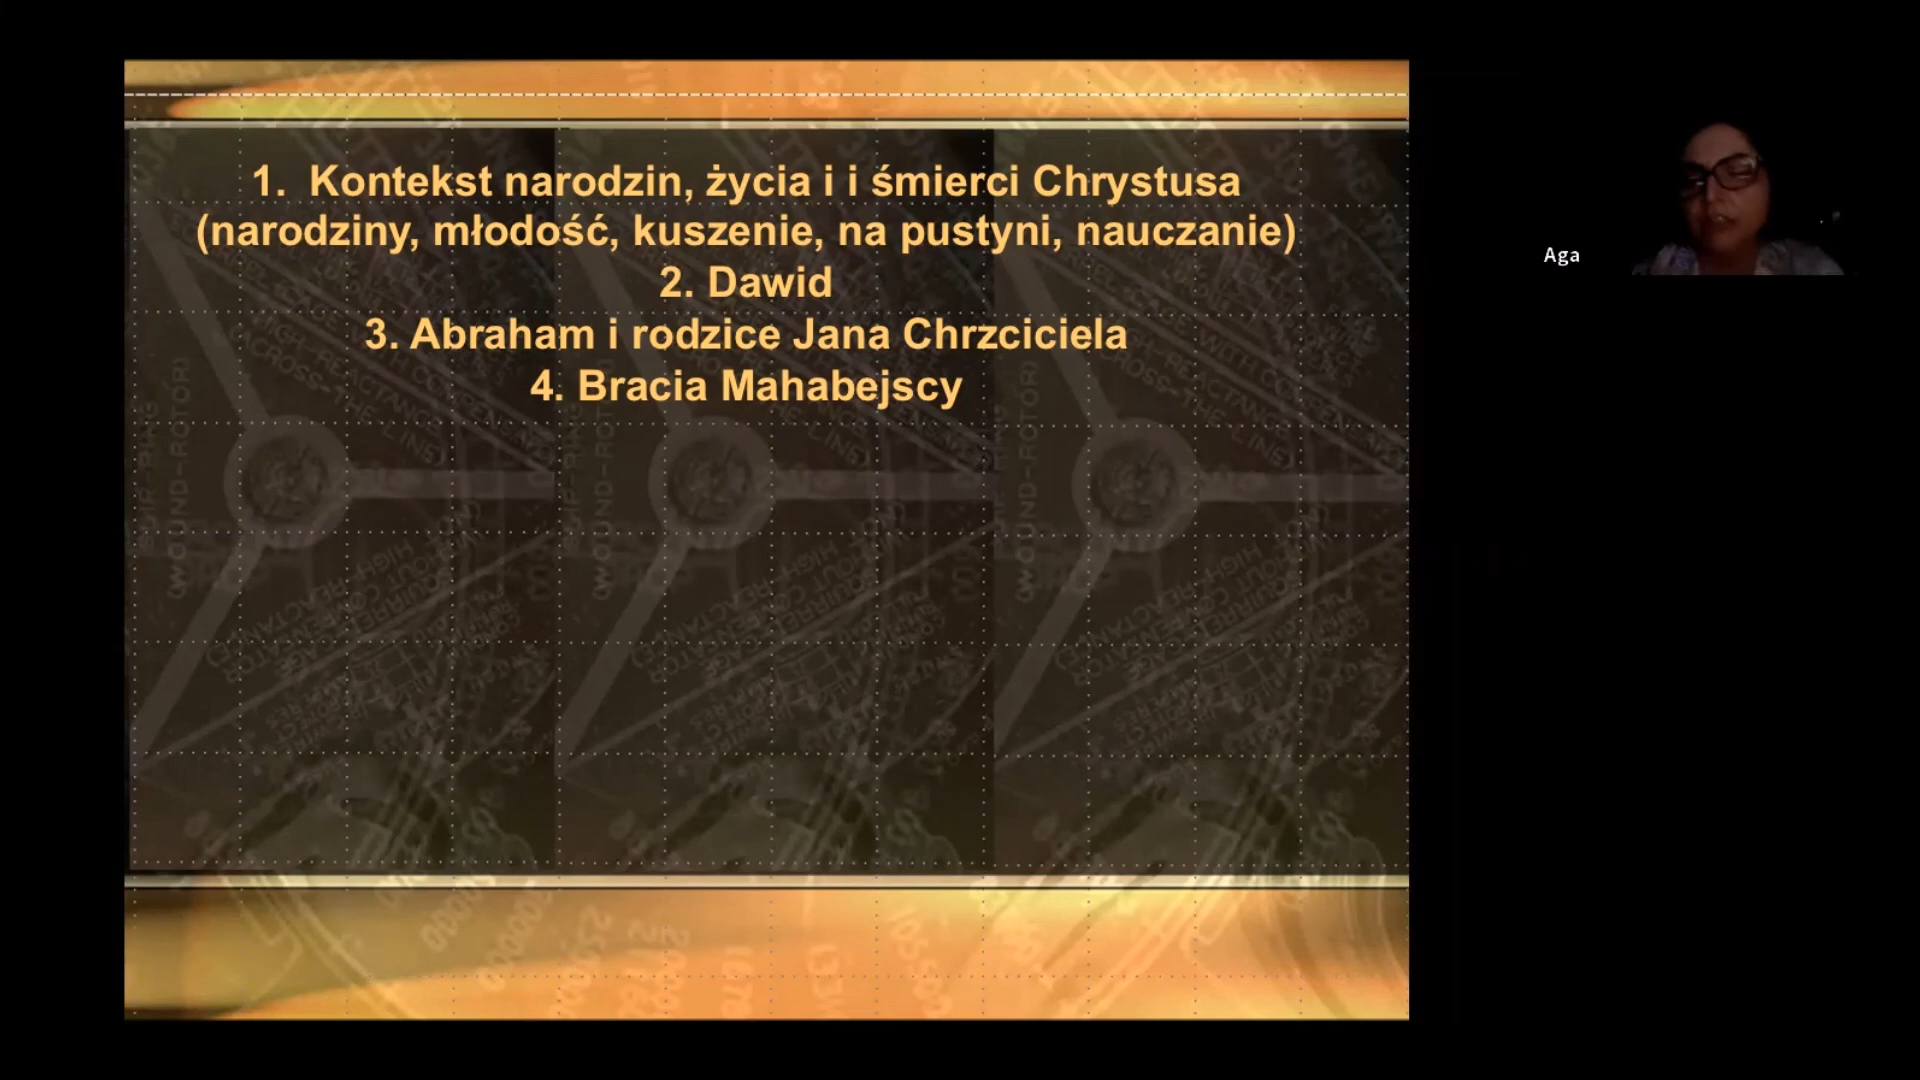 1. Kontekst narodzin, życia i i śmierci Chrystusa
(narodziny, młodość, kuszenie, na pustyni, nauczanie)
2. Dawid
3. Abraham i rodzice Jana Chrzciciela
4. Bracia Mahabejscy
Aga